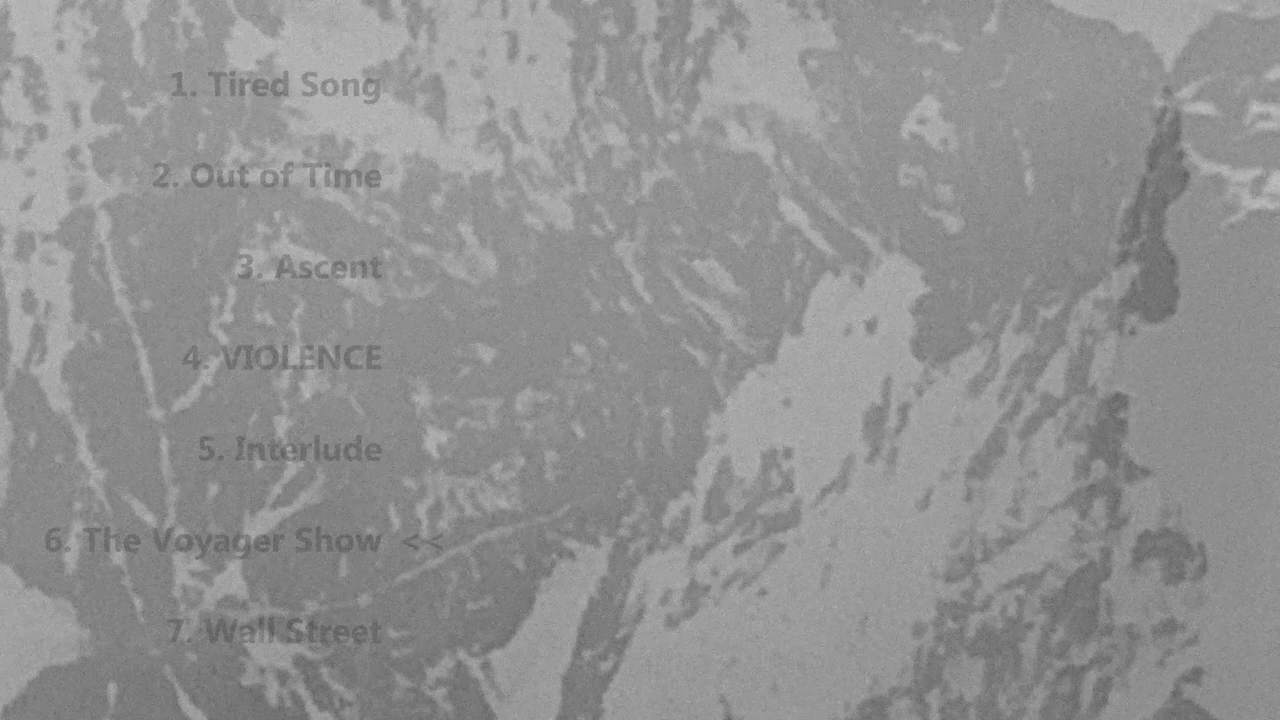 1. Tired Song
2. Out of Time
3. Ascent
4. VIOLENCE
5. Interlude
6. The Voyager Show <<
7. Wall Street